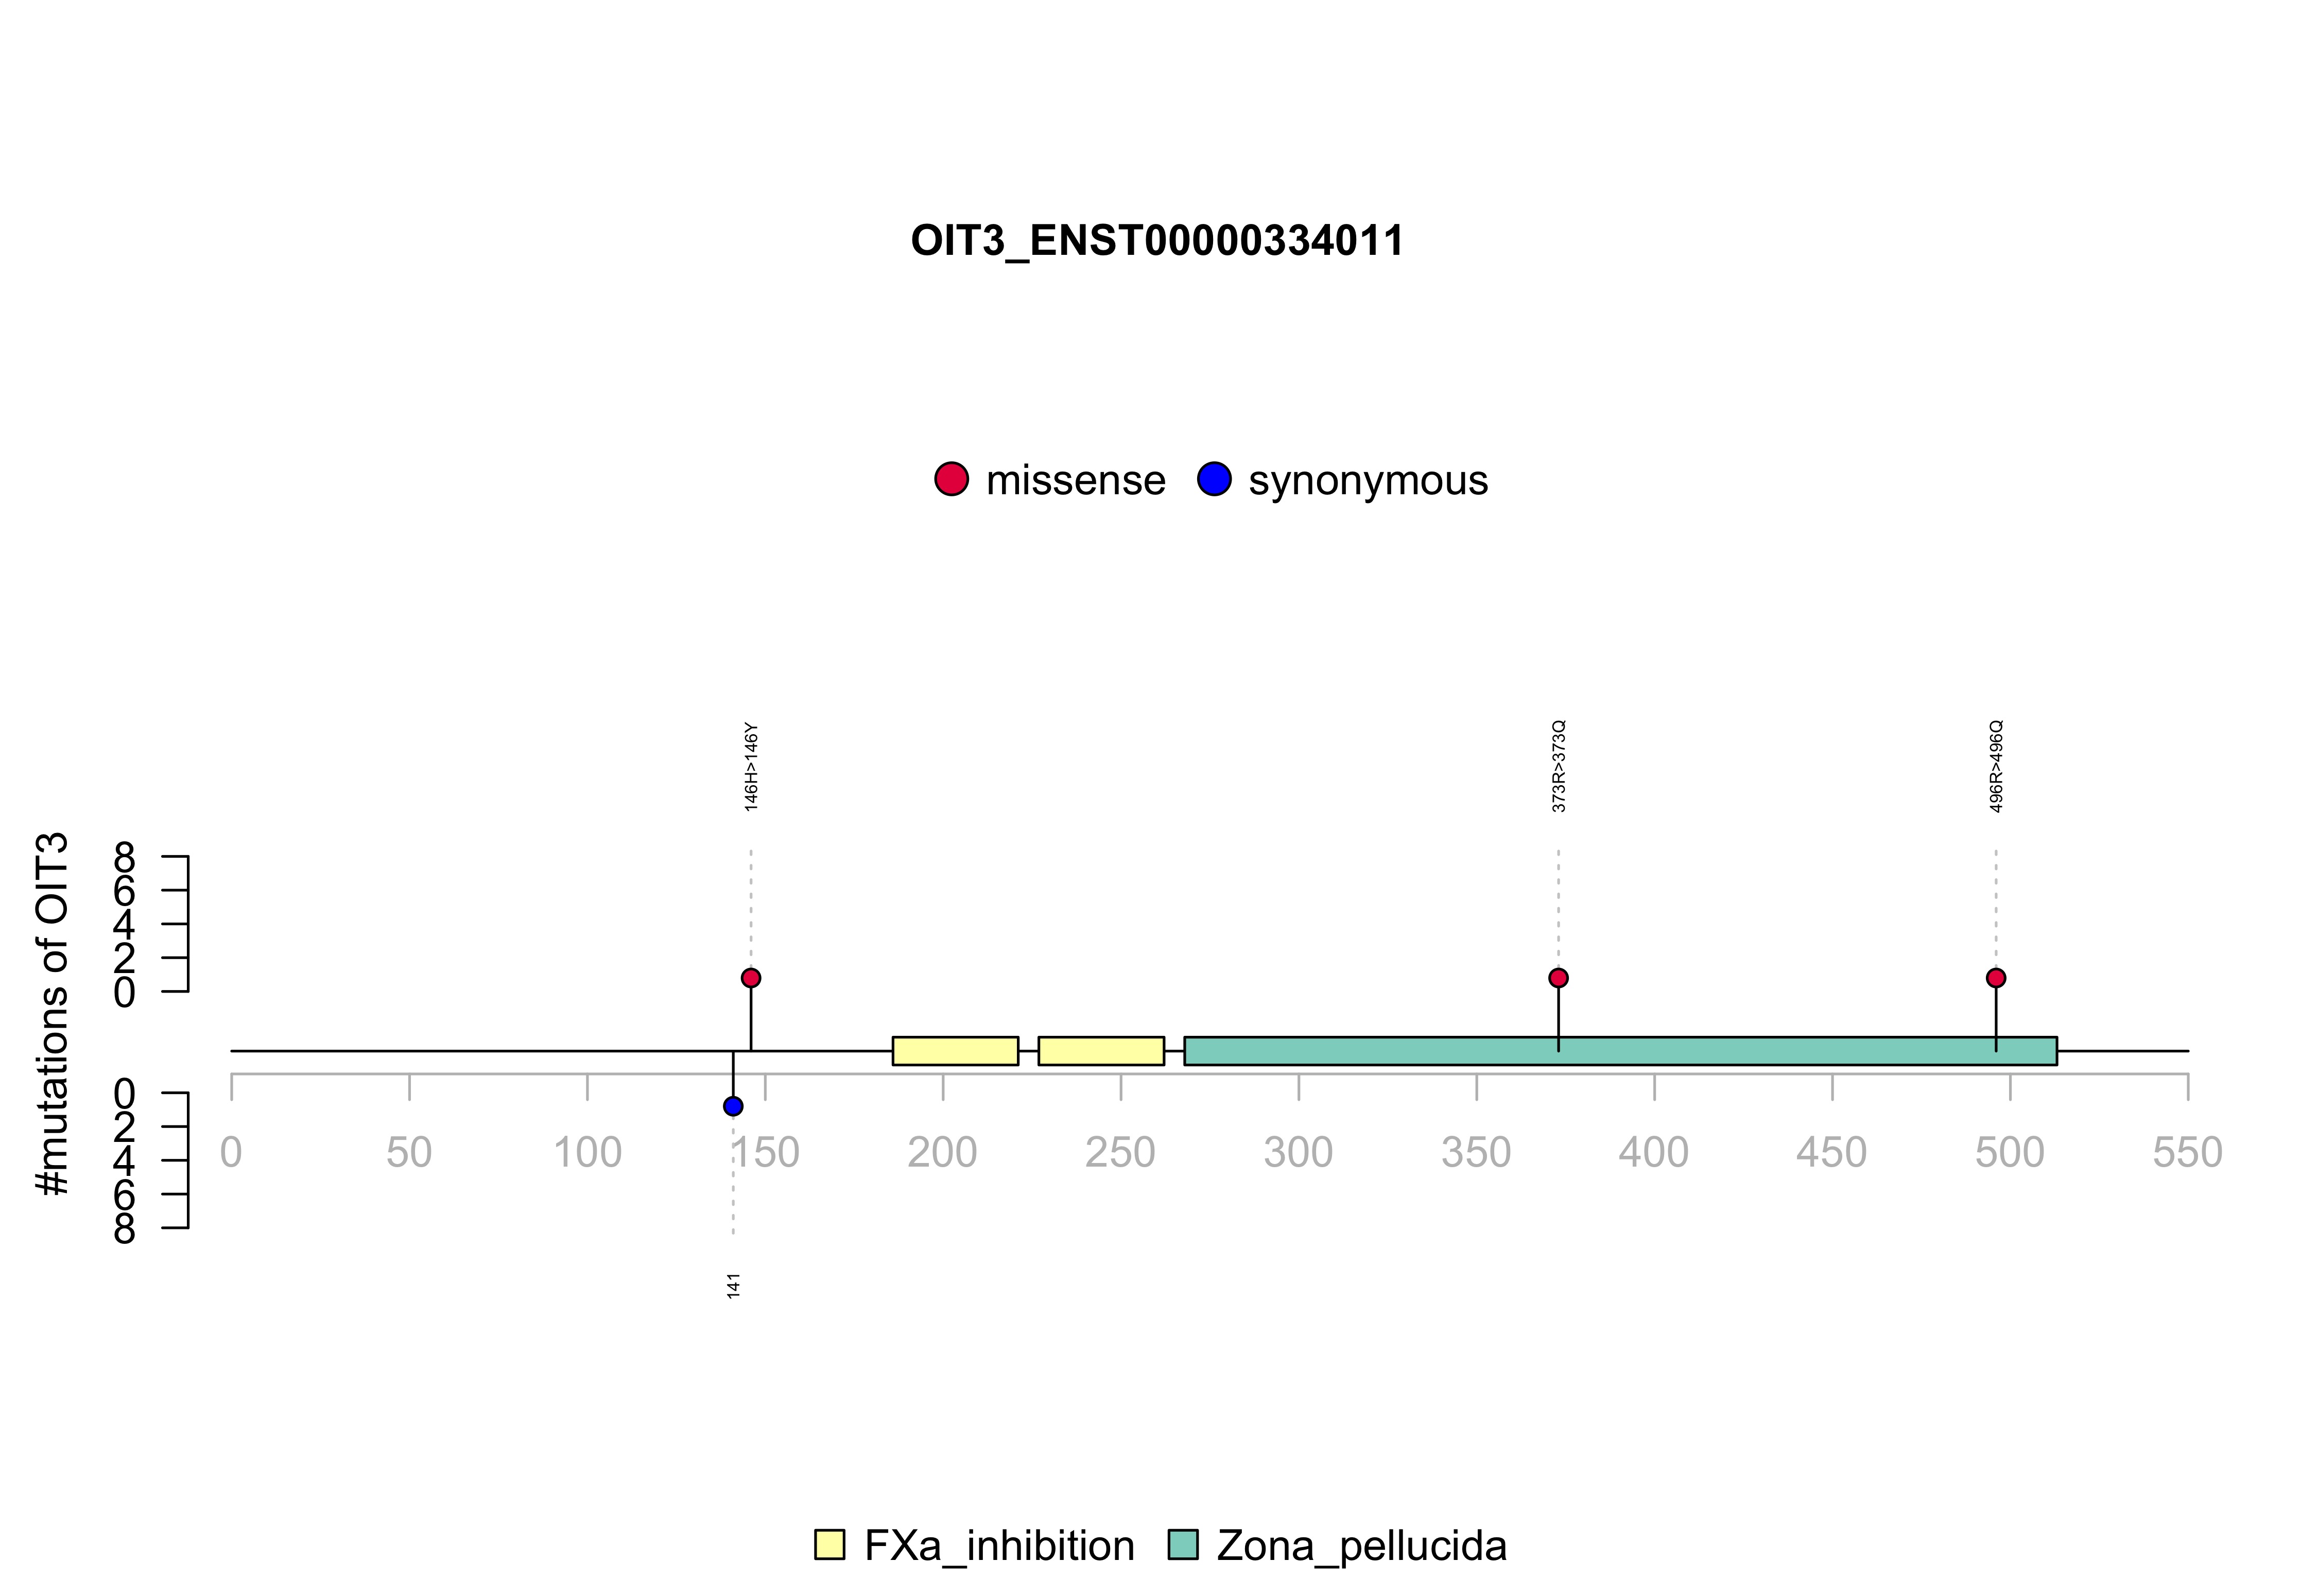 OIT3_ENST00000334011
missense synonymous
146H>146Y
373R>373Q
496R>496Q
#mutations of OIT3
8
6
4
2
0
0
2
4
6
8
0 50 100 150 200 250 300 350 400 450 500 550
141
FXa_inhibition Zona_pellucida